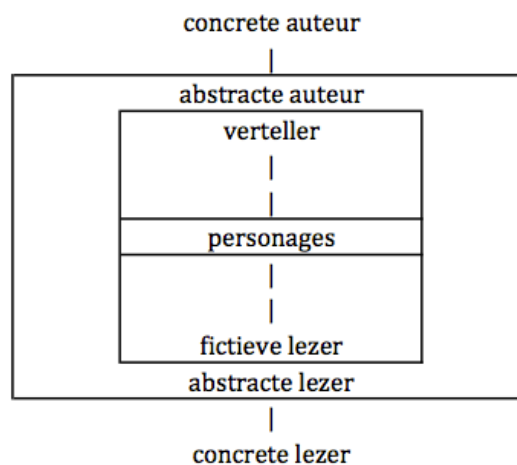 concrete auteur
abstracte auteur
verteller
personages
fictieve lezer
abstracte lezer
concrete lezer